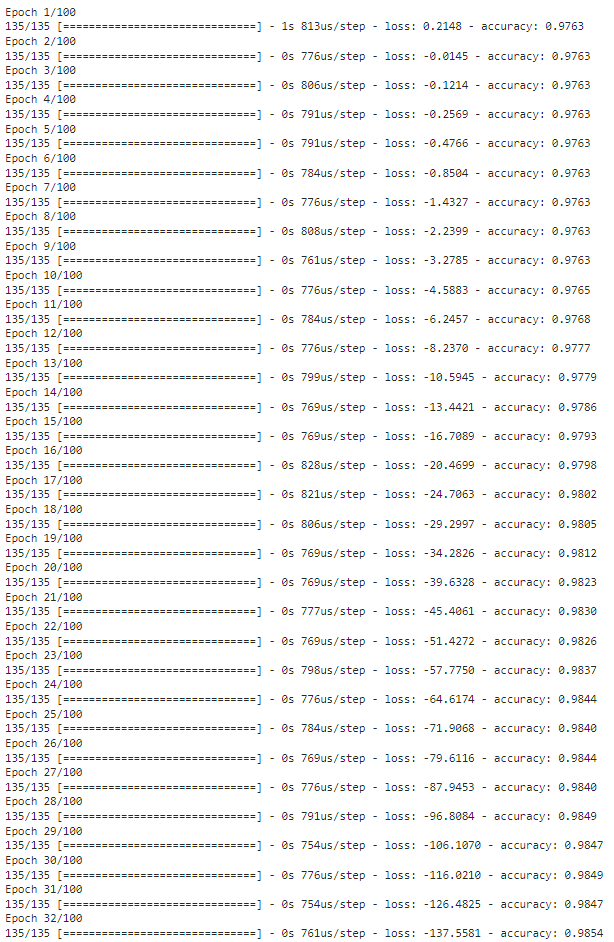 Epoch 1/100
135/135 [==============================] - 1s 813us/step - loss: 0.2148 - accuracy: 0.9763
Epoch 2/100
135/135 [==============================] - 0s 776us/step - loss: -0.0145 - accuracy: 0.9763
Epoch 3/100
135/135 [==============================] - 0s 806us/step - loss: -0.1214 - accuracy: 0.9763
Epoch 4/100
135/135 [==============================] - 0s 791us/step - loss: -0.2569 - accuracy: 0.9763
Epoch 5/100
135/135 [==============================] - 0s 791us/step - loss: -0.4766 - accuracy: 0.9763
Epoch 6/100
135/135 [==============================] - 0s 784us/step - loss: -0.8504 - accuracy: 0.9763
Epoch 7/100
135/135 [==============================] - 0s 776us/step - loss: -1.4327 - accuracy: 0.9763
Epoch 8/100
135/135 [==============================] - 0s 808us/step - loss: -2.2399 - accuracy: 0.9763
Epoch 9/100
135/135 [==============================] - 0s 761us/step - loss: -3.2785 - accuracy: 0.9763
Epoch 10/100
135/135 [==============================] - 0s 776us/step - loss: -4.5883 - accuracy: 0.9765
Epoch 11/100
135/135 [==============================] - 0s 784us/step - loss: -6.2457 - accuracy: 0.9768
Epoch 12/100
135/135 [==============================] - 0s 776us/step - loss: -8.2370 - accuracy: 0.9777
Epoch 13/100
135/135 [==============================] - 0s 799us/step - loss: -10.5945 - accuracy: 0.9779
Epoch 14/100
135/135 [==============================] - 0s 769us/step - loss: -13.4421 - accuracy: 0.9786
Epoch 15/100
135/135 [==============================] - 0s 769us/step - loss: -16.7089 - accuracy: 0.9793
Epoch 16/100
135/135 [==============================] - 0s 828us/step - loss: -20.4699 - accuracy: 0.9798
Epoch 17/100
135/135 [==============================] - 0s 821us/step - loss: -24.7063 - accuracy: 0.9802
Epoch 18/100
135/135 [==============================] - 0s 806us/step - loss: -29.2997 - accuracy: 0.9805
Epoch 19/100
135/135 [==============================] - 0s 769us/step - loss: -34.2826 - accuracy: 0.9812
Epoch 20/100
135/135 [==============================] - 0s 769us/step - loss: -39.6328 - accuracy: 0.9823
Epoch 21/100
135/135 [==============================] - 0s 777us/step - loss: -45.4061 - accuracy: 0.9830
Epoch 22/100
135/135 [==============================] - 0s 769us/step - loss: -51.4272 - accuracy: 0.9826
Epoch 23/100
135/135 [==============================] - 0s 798us/step - loss: -57.7750 - accuracy: 0.9837
Epoch 24/100
135/135 [==============================] - 0s 776us/step - loss: -64.6174 - accuracy: 0.9844
Epoch 25/100
135/135 [==============================] - 0s 784us/step - loss: -71.9068 - accuracy: 0.9840
Epoch 26/100
135/135 [==============================] - 0s 769us/step - loss: -79.6116 - accuracy: 0.9844
Epoch 27/100
135/135 [==============================] - 0s 776us/step - loss: -87.9453 - accuracy: 0.9840
Epoch 28/100
135/135 [==============================] - 0s 791us/step - loss: -96.8084 - accuracy: 0.9849
Epoch 29/100
135/135 [==============================] - 0s 754us/step - loss: -106.1070 - accuracy: 0.9847
Epoch 30/100
135/135 [==============================] - 0s 776us/step - loss: -116.0210 - accuracy: 0.9849
Epoch 31/100
135/135 [==============================] - 0s 754us/step - loss: -126.4825 - accuracy: 0.9847
Epoch 32/100
135/135 [==============================] - 0s 761us/step - loss: -137.5581 - accuracy: 0.9854